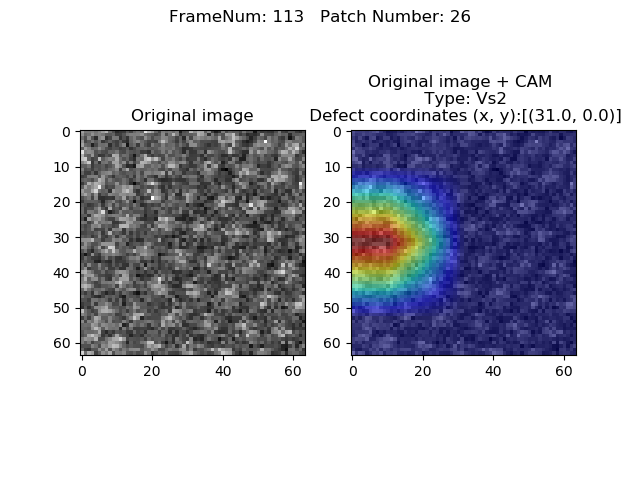 FrameNum: 113   Patch Number: 26
Original image
Original image + CAM
Type: Vs2
Defect coordinates (x, y):[(31.0, 0.0)]
0
10
20
30
40
50
60
0 20 40 60
0
10
20
30
40
50
60
0 20 40 60